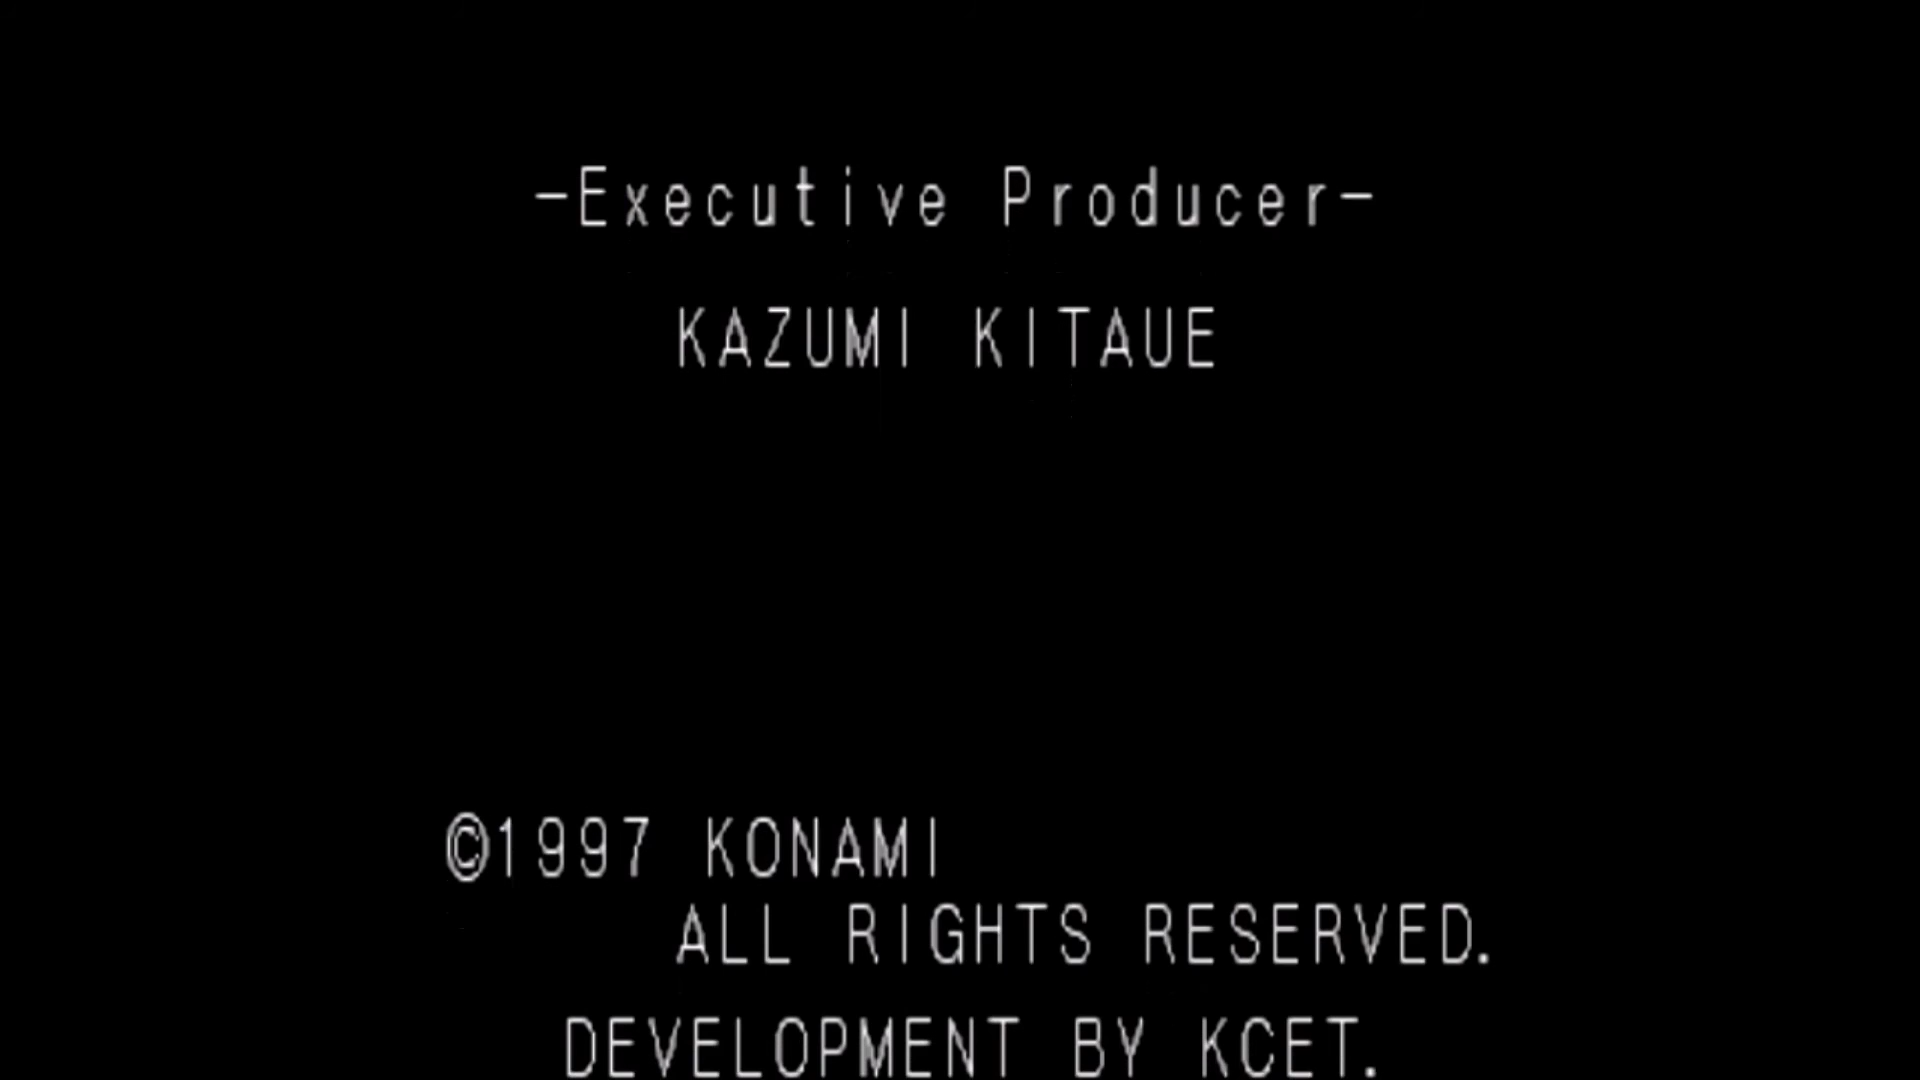 -Executive Producer-
KAZUMI KITAUE
©1997 KONAMI
ALL RIGHTS RESERVED.
DEVELOPMENT BY KCET.